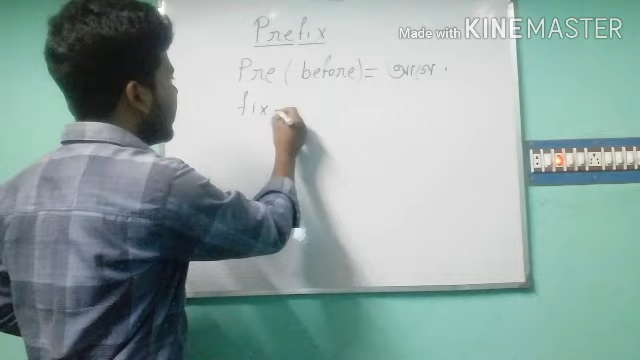 Made with KINEMASTER
Prefix
Pre (before) = আগে.
fix